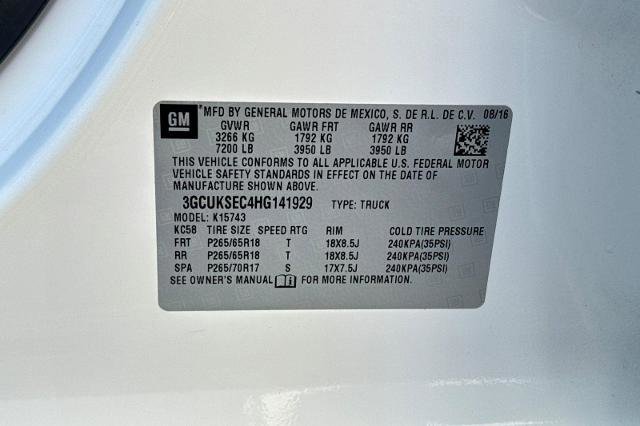 GM *MFD BY GENERAL MOTORS DE MEXICO, S. DE R.L. DE C.V. 08/16
GVWR GAWR FRT GAWR RR
3266 KG 1792 KG 1792 KG
7200 LB 3950 LB 3950 LB
THIS VEHICLE CONFORMS TO ALL APPLICABLE U.S. FEDERAL MOTOR
VEHICLE SAFETY STANDARDS IN EFFECT ON THE DATE OF
MANUFACTURE SHOWN ABOVE.
3GCUKSEC4HG141929 TYPE: TRUCK
MODEL: K15743
KC58 TIRE SIZE SPEED RTG RIM COLD TIRE PRESSURE
FRT P265/65R18 T 18X8.5J 240KPA(35PSI)
RR P265/65R18 T 18X8.5J 240KPA(35PSI)
SPA P265/70R17 S 17X7.5J 240KPA(35PSI)
SEE OWNER'S MANUAL FOR MORE INFORMATION.